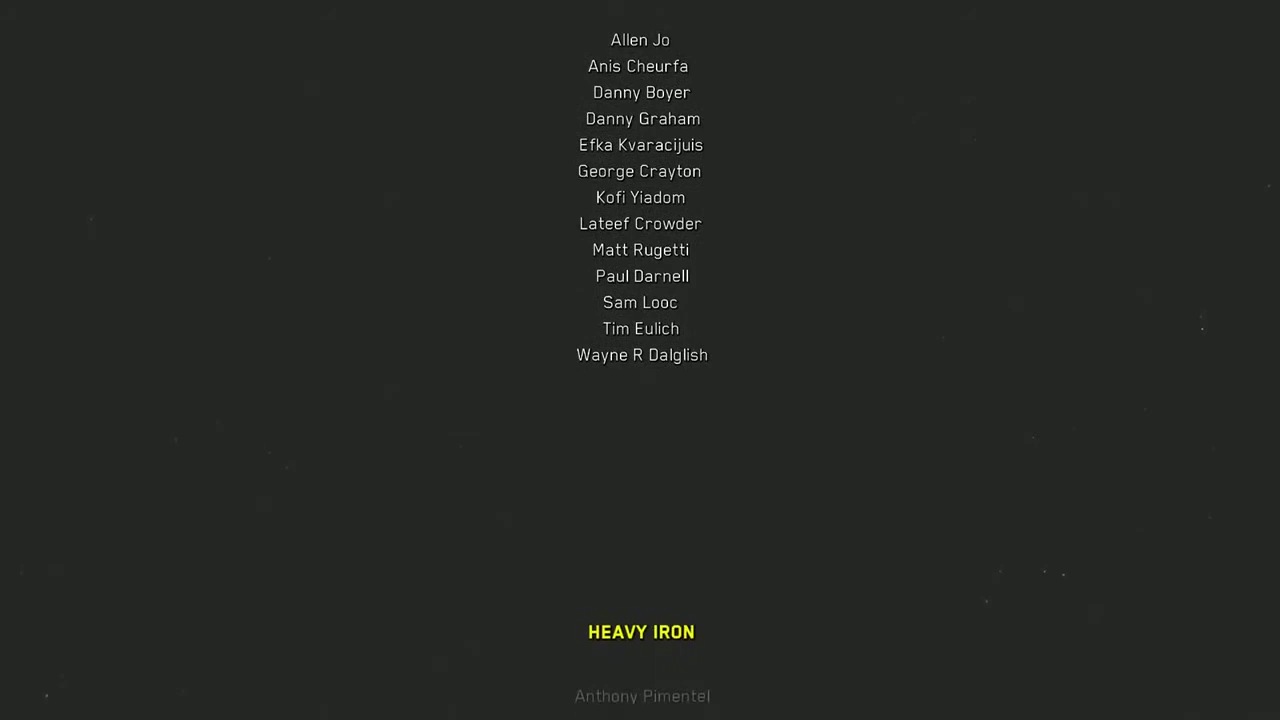 Allen Jo
Anis Cheurfa
Danny Boyer
Danny Graham
Efka Kvaracijuis
George Crayton
Kofi Yiadom
Lateef Crowder
Matt Rugetti
Paul Darnell
Sam Looc
Tim Eulich
Wayne R Dalglish
HEAVY IRON
Anthony Pimentel